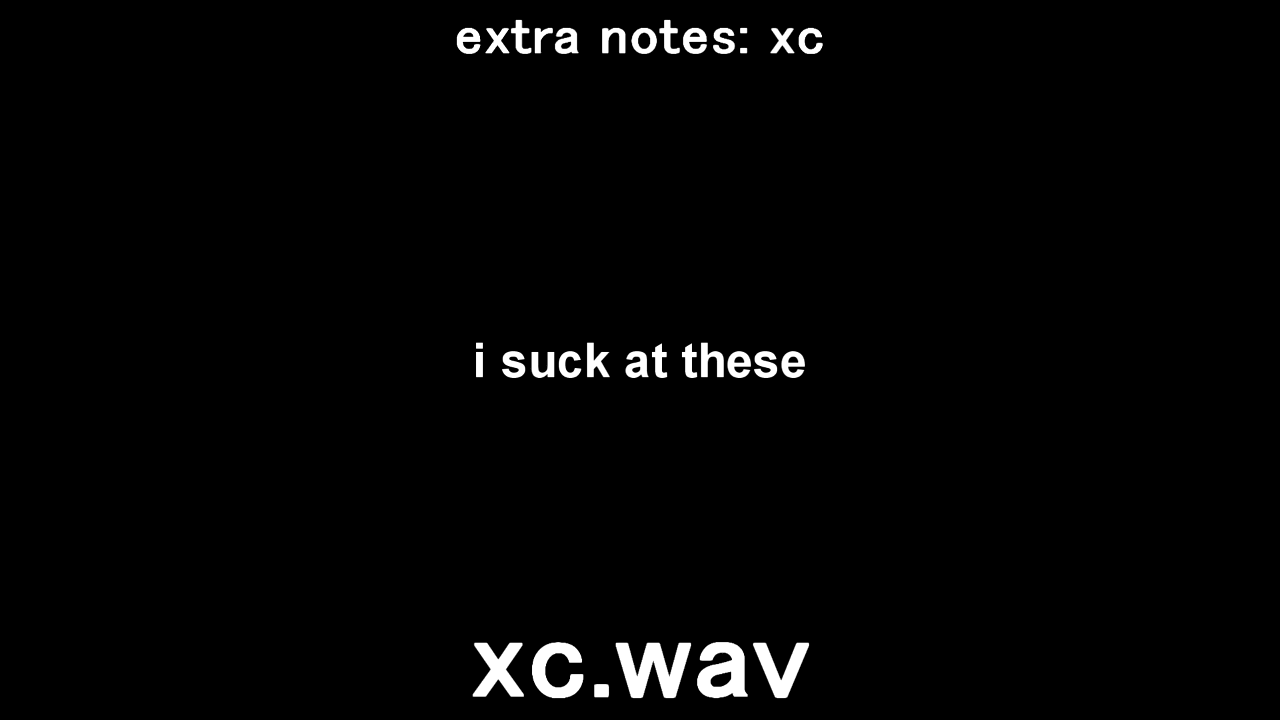 extra notes: xc
i suck at these
xc.wav